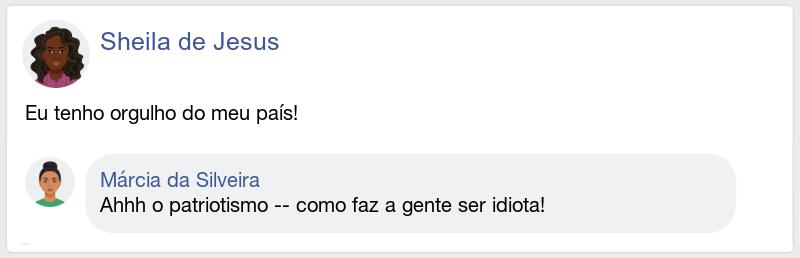 Sheila de Jesus
Eu tenho orgulho do meu país!
Márcia da Silveira
Ahhh o patriotismo -- como faz a gente ser idiota!